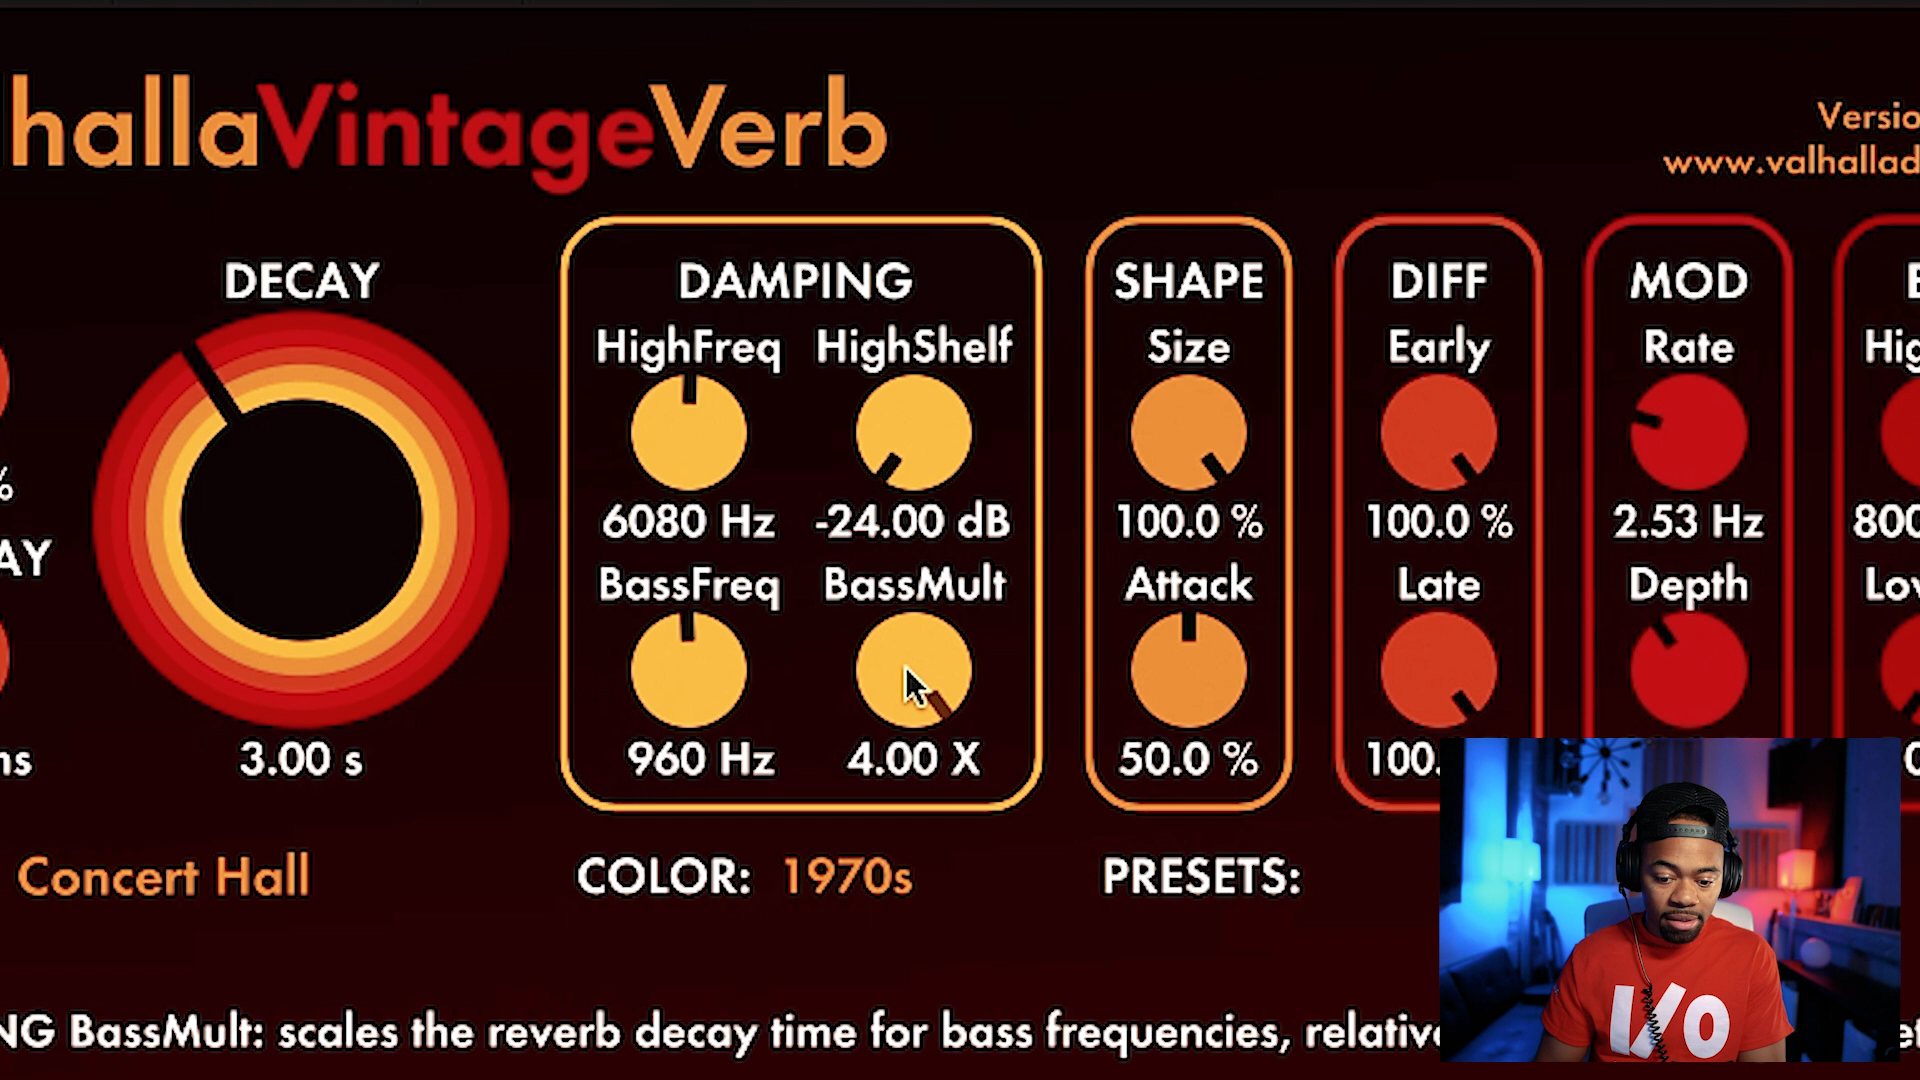 hallaVintageVerb
Versio
www.valhallad
DECAY
DAMPING
SHAPE
DIFF
MOD
HighFreq
HighShelf
Size
Early
Rate
Hig
%
6080 Hz
-24.00 dB
100.0 %
100.0 %
2.53 Hz
800
AY
BassFreq
BassMult
Attack
Late
Depth
Lov
ns
3.00 s
960 Hz
4.00 X
50.0 %
100.
Concert Hall
COLOR: 1970s
PRESETS:
NG BassMult: scales the reverb decay time for bass frequencies, relative
I/O